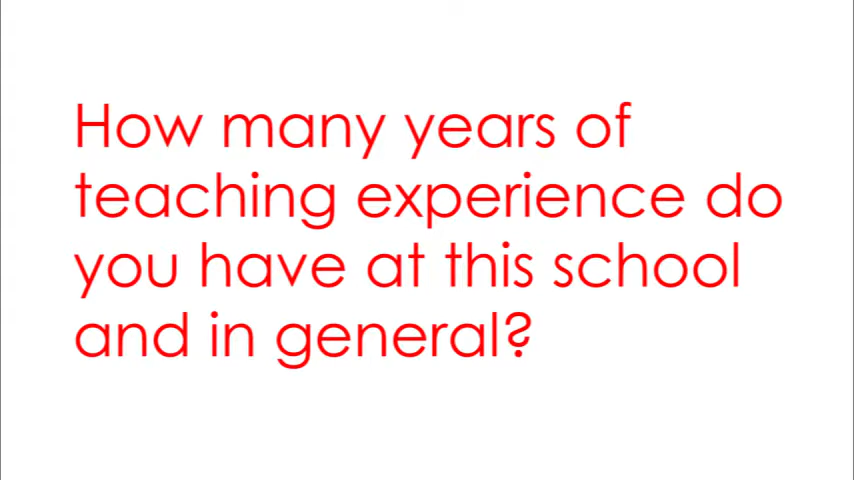 How many years of
teaching experience do
you have at this school
and in general?